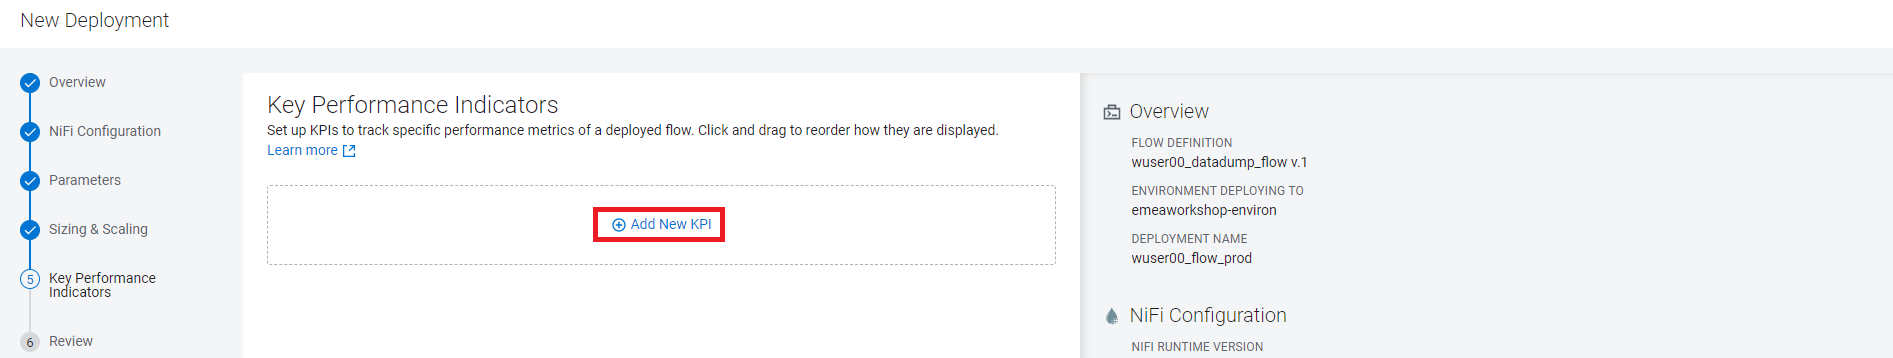 New Deployment
Overview
NiFi Configuration
Parameters
Sizing & Scaling
5
Key Performance
Indicators
6
Review
Key Performance Indicators
Set up KPIs to track specific performance metrics of a deployed flow. Click and drag to reorder how they are displayed.
Learn more
Add New KPI
Overview
FLOW DEFINITION
wuser00_datadump_flow v.1
ENVIRONMENT DEPLOYING TO
emeaworkshop-environ
DEPLOYMENT NAME
wuser00_flow_prod
NiFi Configuration
NIFI RUNTIME VERSION